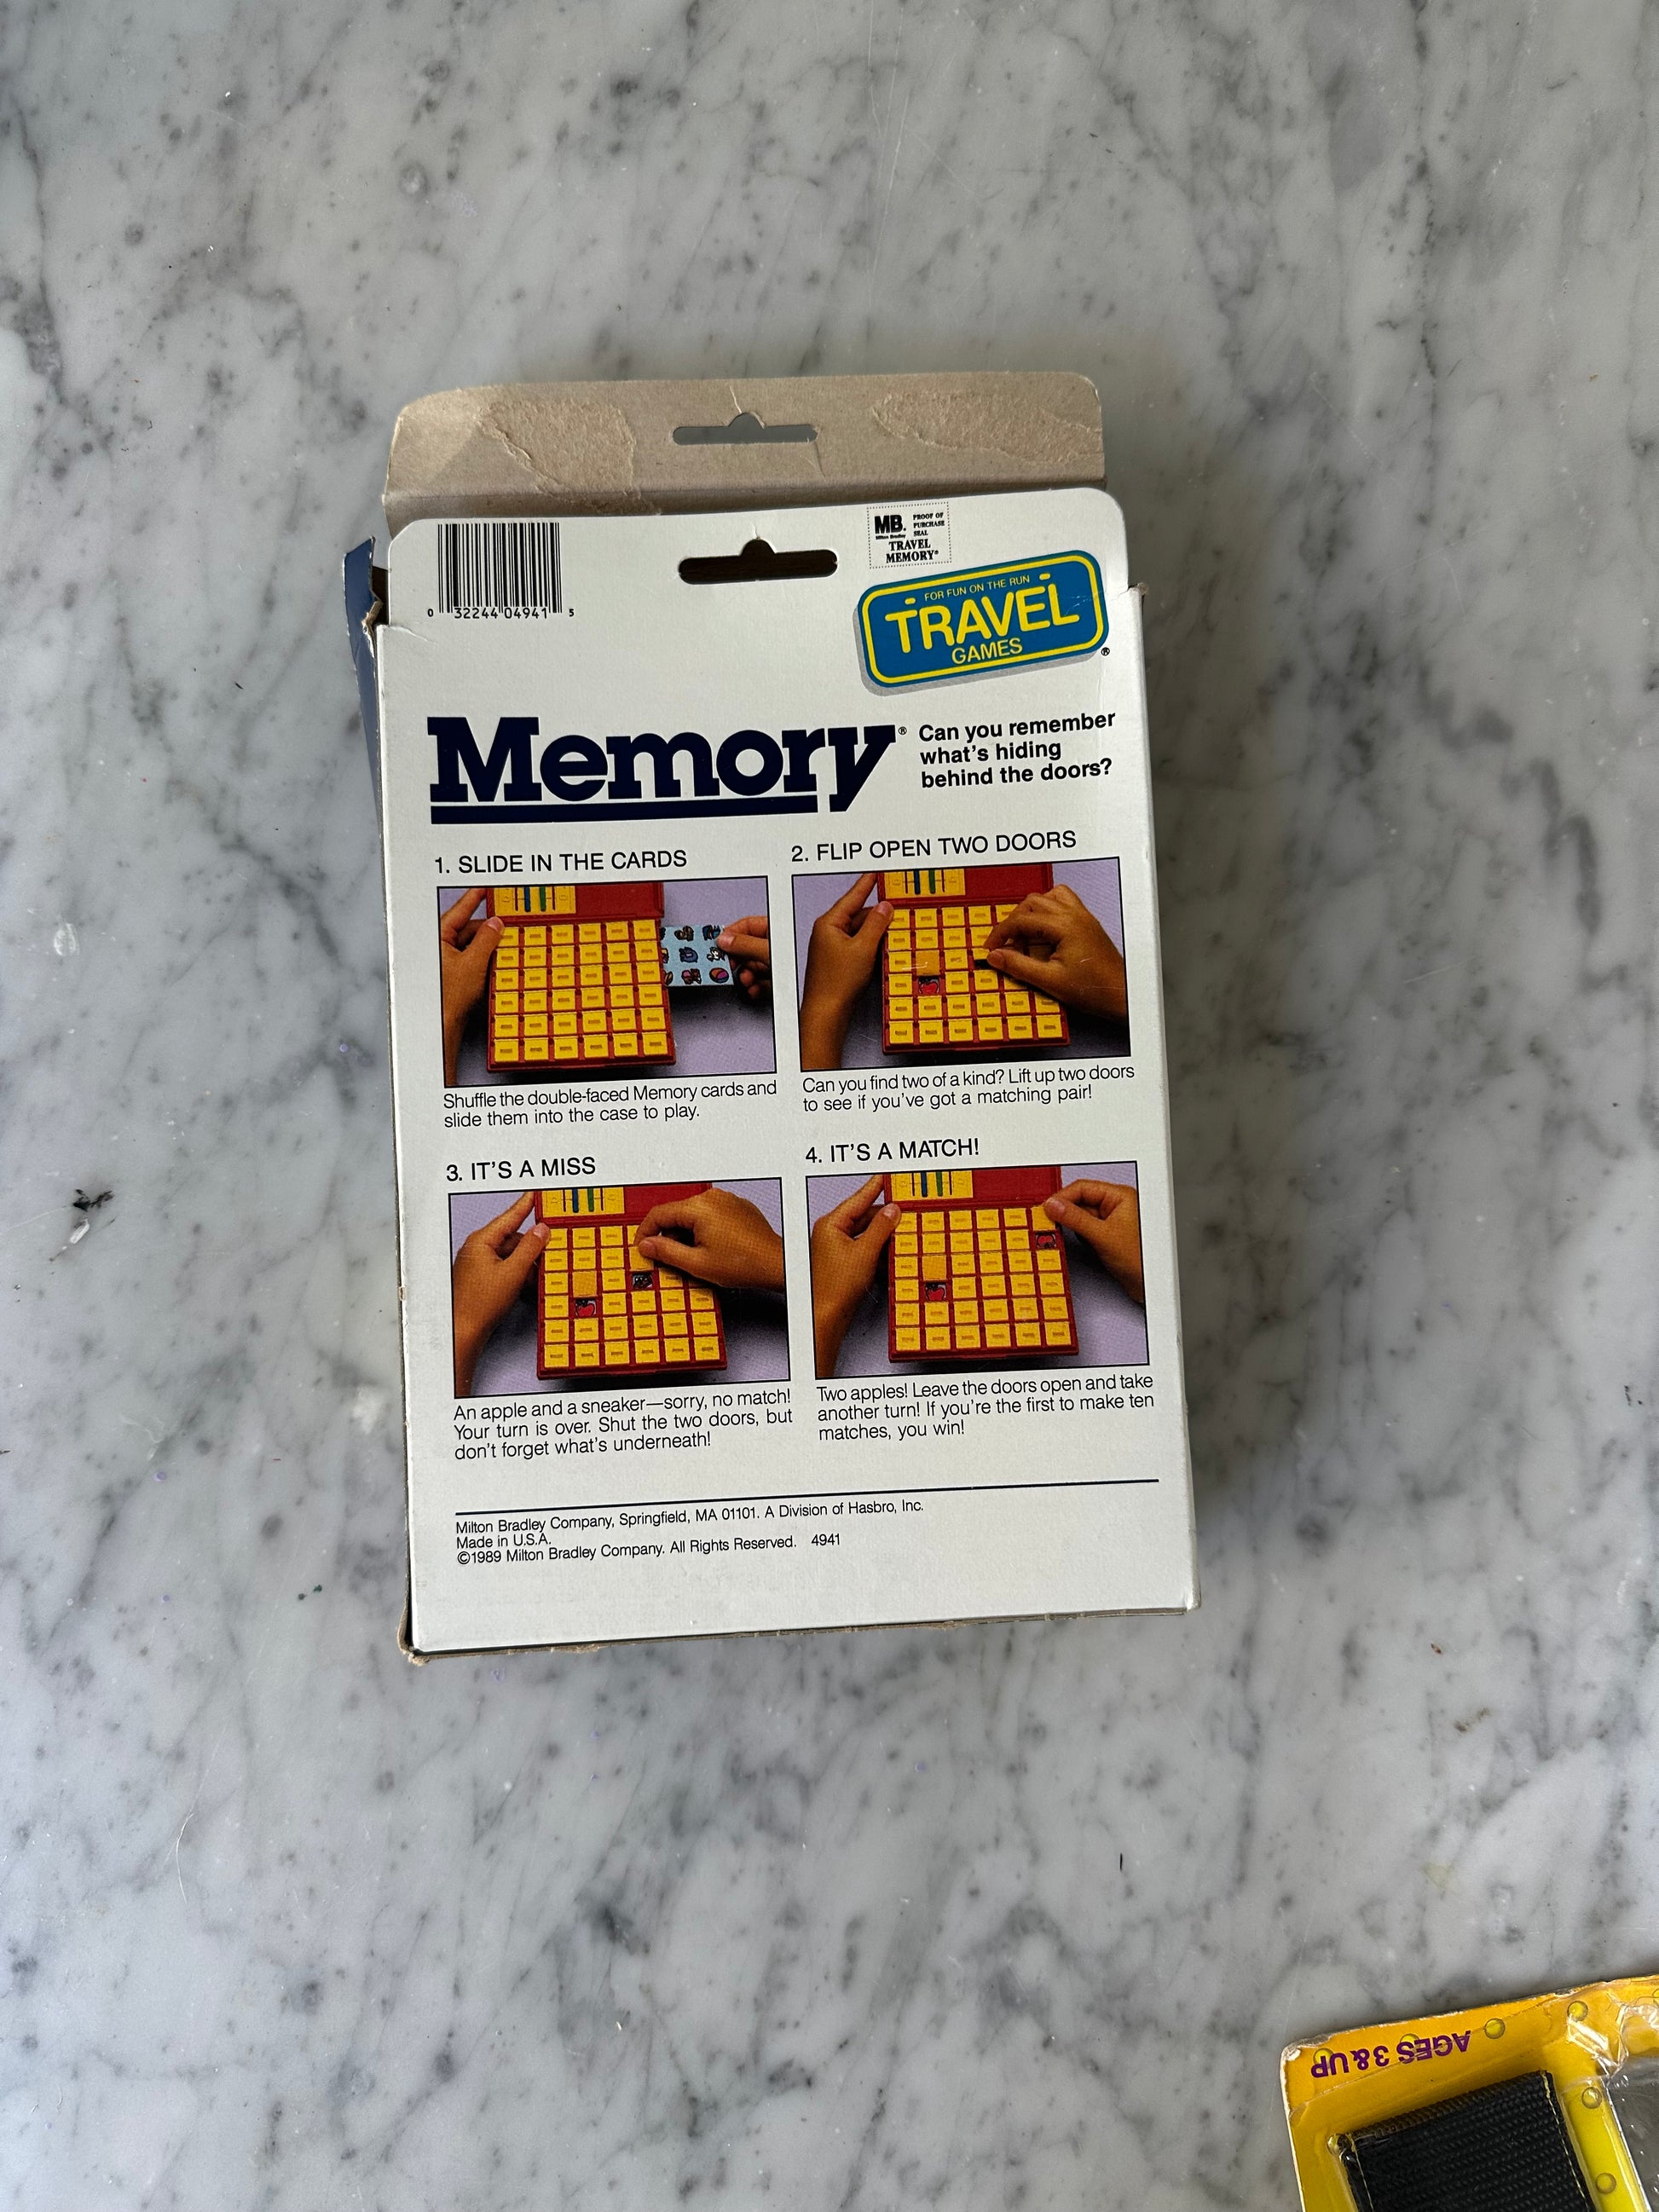 0 32244 04941 5
MB. PROOF OF
Milton Bradley PURCHASE
SEAL
TRAVEL
MEMORY®
FOR FUN ON THE RUN
TRAVEL
GAMES
®
Memory®
Can you remember
what's hiding
behind the doors?
1. SLIDE IN THE CARDS
Shuffle the double-faced Memory cards and
slide them into the case to play.
2. FLIP OPEN TWO DOORS
Can you find two of a kind? Lift up two doors
to see if you've got a matching pair!
3. IT'S A MISS
An apple and a sneaker—sorry, no match!
Your turn is over. Shut the two doors, but
don't forget what's underneath!
4. IT'S A MATCH!
Two apples! Leave the doors open and take
another turn! If you're the first to make ten
matches, you win!
Milton Bradley Company, Springfield, MA 01101. A Division of Hasbro, Inc.
Made in U.S.A.
©1989 Milton Bradley Company. All Rights Reserved. 4941
AGES 3 & UP